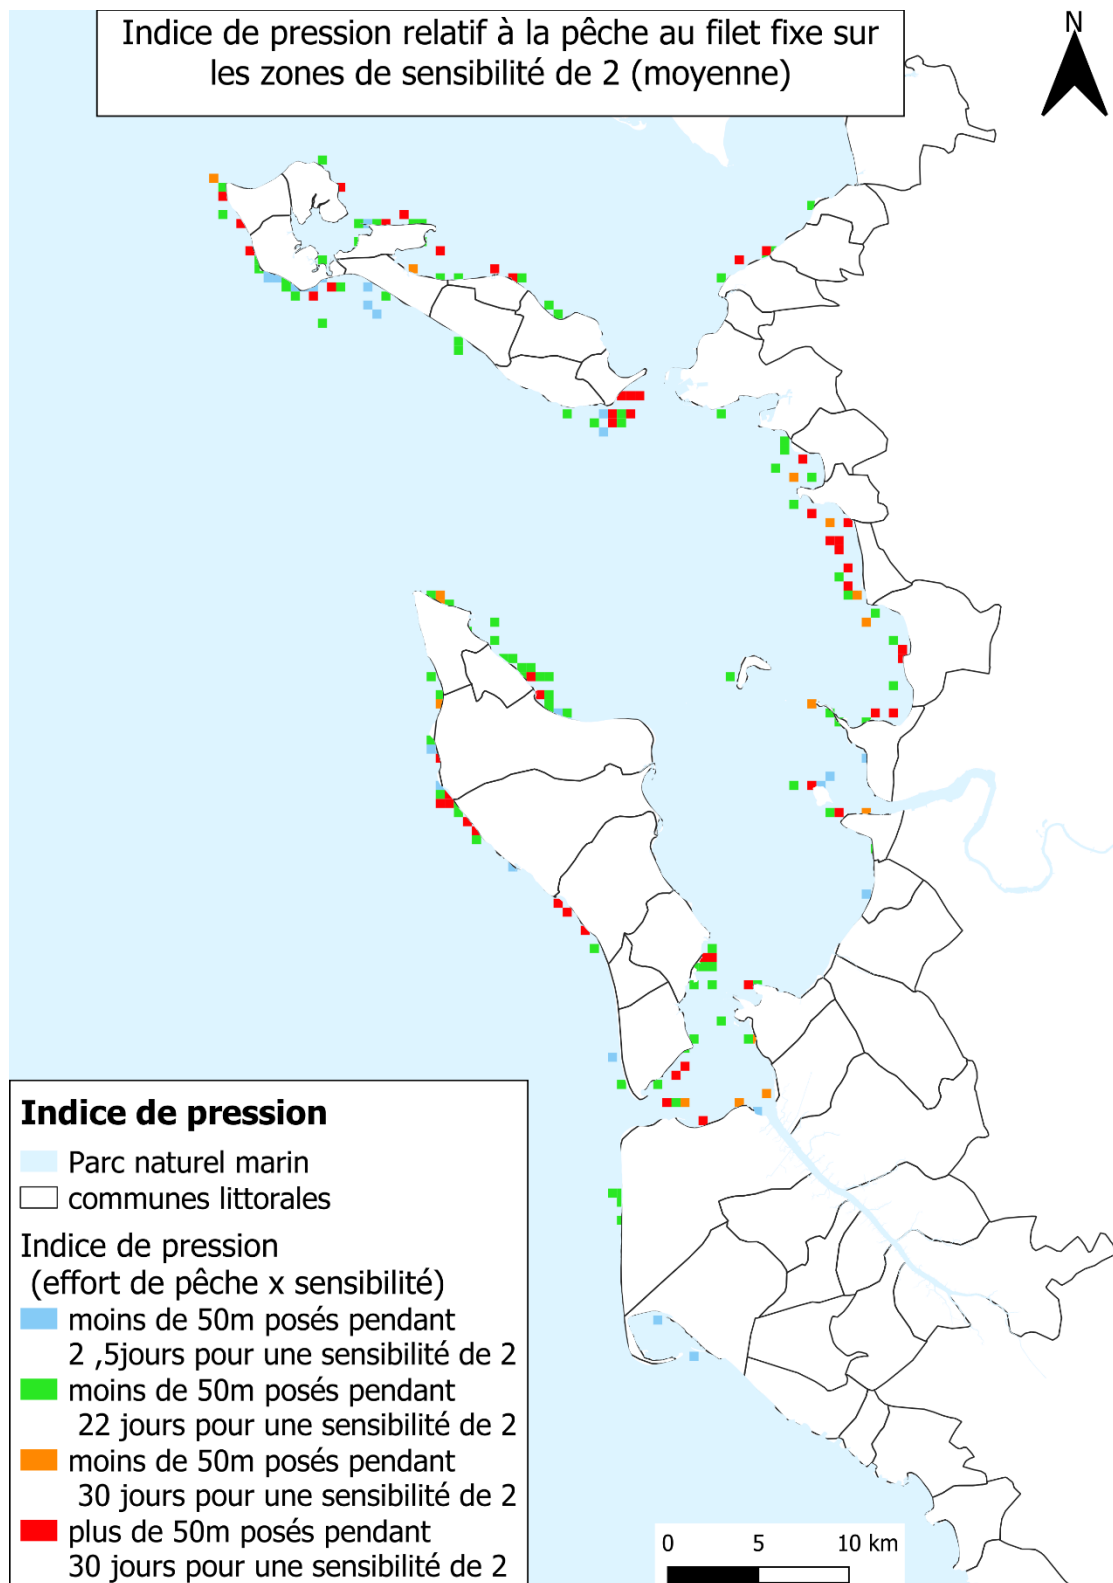 Indice de pression relatif à la pêche au filet fixe sur
les zones de sensibilité de 2 (moyenne)
N
Indice de pression
Parc naturel marin
communes littorales
Indice de pression
(effort de pêche x sensibilité)
moins de 50m posés pendant
2 ,5jours pour une sensibilité de 2
moins de 50m posés pendant
22 jours pour une sensibilité de 2
moins de 50m posés pendant
30 jours pour une sensibilité de 2
plus de 50m posés pendant
30 jours pour une sensibilité de 2
0 5 10 km